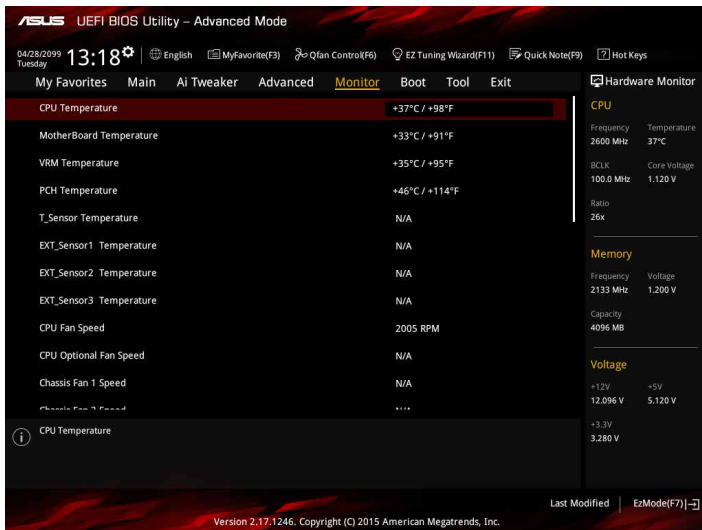 ASUS UEFI BIOS Utility – Advanced Mode
04/28/2099 Tuesday 13:18 English MyFavorite(F3) Qfan Control(F6) EZ Tuning Wizard(F11) Quick Note(F9) ? Hot Keys
My Favorites Main Ai Tweaker Advanced Monitor Boot Tool Exit
CPU Temperature +37°C / +98°F
MotherBoard Temperature +33°C / +91°F
VRM Temperature +35°C / +95°F
PCH Temperature +46°C / +114°F
T_Sensor Temperature N/A
EXT_Sensor1 Temperature N/A
EXT_Sensor2 Temperature N/A
EXT_Sensor3 Temperature N/A
CPU Fan Speed 2005 RPM
CPU Optional Fan Speed N/A
Chassis Fan 1 Speed N/A
CPU Temperature
Hardware Monitor
CPU
Frequency Temperature
2600 MHz 37°C
BCLK Core Voltage
100.0 MHz 1.120 V
Ratio
26x
Memory
Frequency Voltage
2133 MHz 1.200 V
Capacity
4096 MB
Voltage
+12V +5V
12.096 V 5.120 V
+3.3V
3.280 V
Last Modified EzMode(F7)
Version 2.17.1246. Copyright (C) 2015 American Megatrends, Inc.